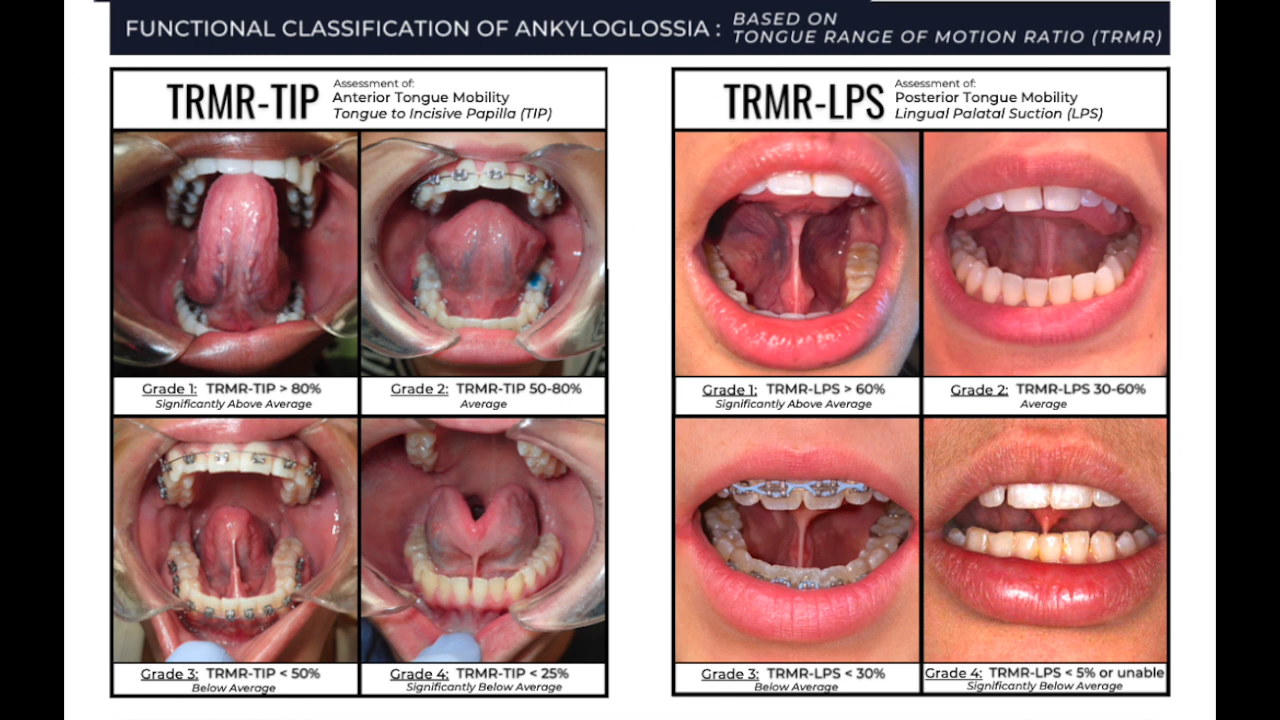 FUNCTIONAL CLASSIFICATION OF ANKYLOGLOSSIA :
BASED ON
TONGUE RANGE OF MOTION RATIO (TRMR)
TRMR-TIP
Assessment of:
Anterior Tongue Mobility
Tongue to Incisive Papilla (TIP)
Grade 1: TRMR-TIP > 80%
Significantly Above Average
Grade 2: TRMR-TIP 50-80%
Average
Grade 3: TRMR-TIP < 50%
Below Average
Grade 4: TRMR-TIP < 25%
Significantly Below Average
TRMR-LPS
Assessment of:
Posterior Tongue Mobility
Lingual Palatal Suction (LPS)
Grade 1: TRMR-LPS > 60%
Significantly Above Average
Grade 2: TRMR-LPS 30-60%
Average
Grade 3: TRMR-LPS < 30%
Below Average
Grade 4: TRMR-LPS < 5% or unable
Significantly Below Average